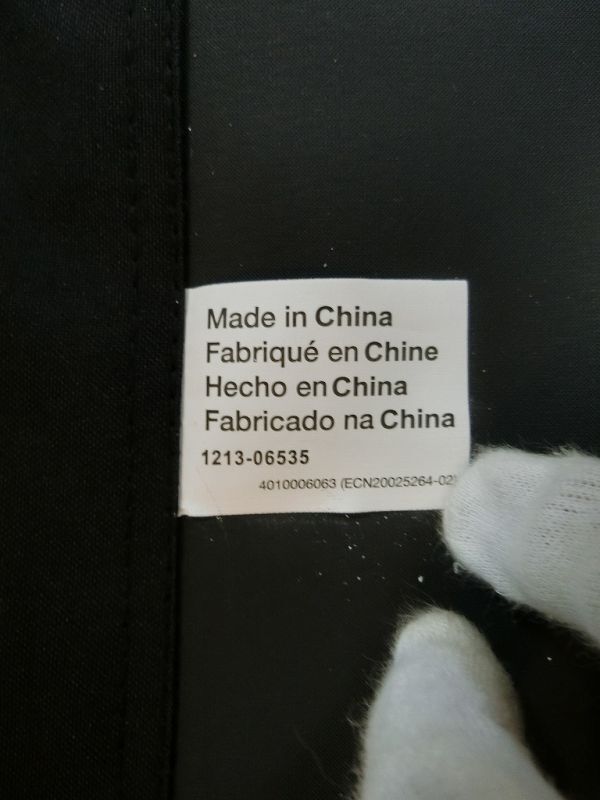 Made in China
Fabriqué en Chine
Hecho en China
Fabricado na China
1213-06535
4010006063 (ECN20025264-02)